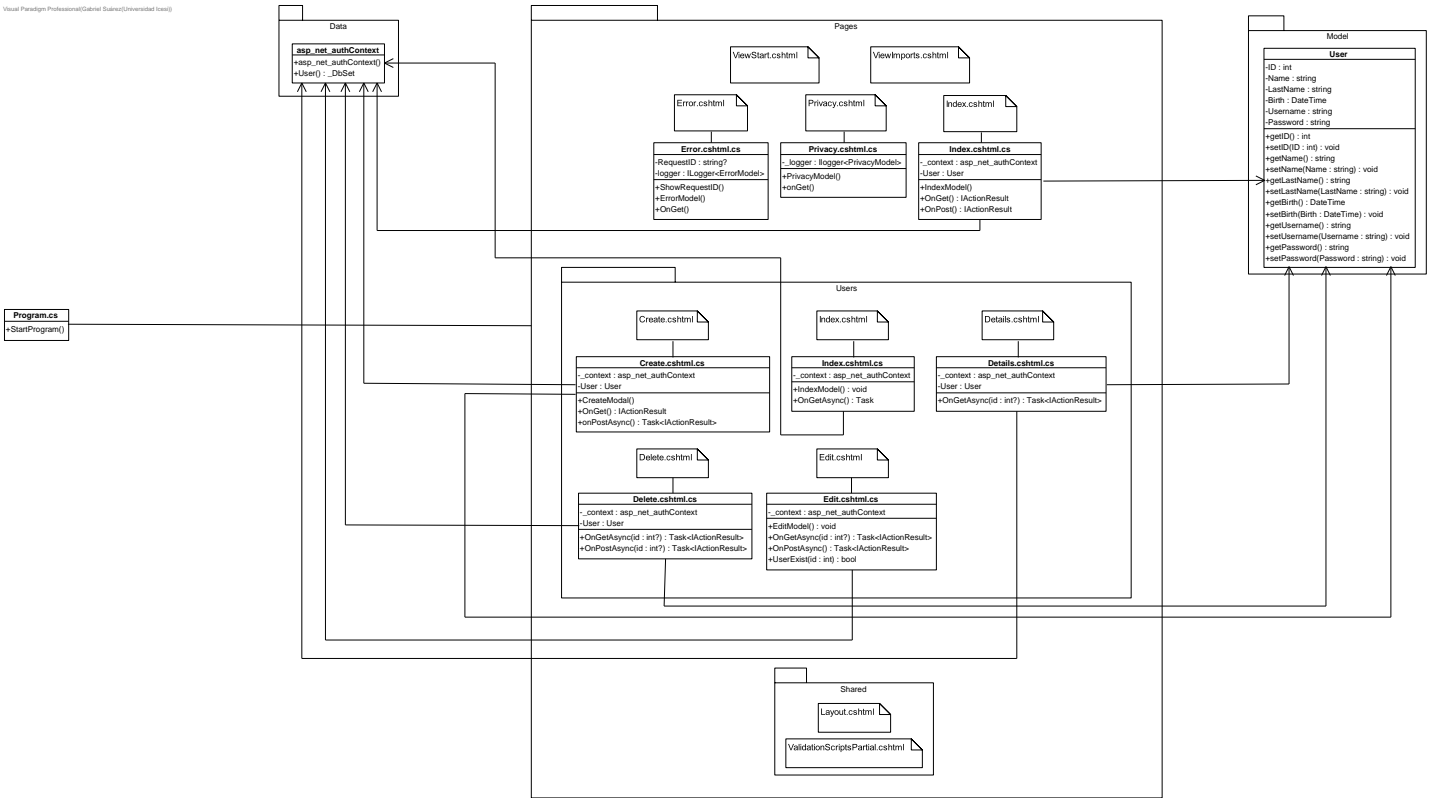 Visual Paradigm Professional(Gabriel Suárez(Universidad Icesi))
Data
asp_net_authContext
+asp_net_authContext()
+User() : _DbSet
Pages
ViewStart.cshtml
ViewImports.cshtml
Error.cshtml
Privacy.cshtml
Index.cshtml
Error.cshtml.cs
-RequestID : string?
-logger : ILogger<ErrorModel>
+ShowRequestID()
+ErrorModel()
+OnGet()
Privacy.cshtml.cs
-_logger : Ilogger<PrivacyModel>
+PrivacyModel()
+onGet()
Index.cshtml.cs
-_context : asp_net_authContext
-User : User
+IndexModel()
+OnGet() : IActionResult
+OnPost() : IActionResult
Model
User
-ID : int
-Name : string
-LastName : string
-Birth : DateTime
-Username : string
-Password : string
+getID() : int
+setID(ID : int) : void
+getName() : string
+setName(Name : string) : void
+getLastName() : string
+setLastName(LastName : string) : void
+getBirth() : DateTime
+setBirth(Birth : DateTime) : void
+getUsername() : string
+setUsername(Username : string) : void
+getPassword() : string
+setPassword(Password : string) : void
Program.cs
+StartProgram()
Users
Create.cshtml
Index.cshtml
Details.cshtml
Create.cshtml.cs
-_context : asp_net_authContext
-User : User
+CreateModal()
+OnGet() : IActionResult
+onPostAsync() : Task<IActionResult>
Index.cshtml.cs
-_context : asp_net_authContext
+IndexModel() : void
+OnGetAsync() : Task
Details.cshtml.cs
-_context : asp_net_authContext
-User : User
+OnGetAsync(id : int?) : Task<IActionResult>
Delete.cshtml
Edit.cshtml
Delete.cshtml.cs
-_context : asp_net_authContext
-User : User
+OnGetAsync(id : int?) : Task<IActionResult>
+OnPostAsync(id : int?) : Task<IActionResult>
Edit.cshtml.cs
-_context : asp_net_authContext
+EditModel() : void
+OnGetAsync(id : int?) : Task<IActionResult>
+OnPostAsync() : Task<IActionResult>
+UserExist(id : int) : bool
Shared
Layout.cshtml
ValidationScriptsPartial.cshtml